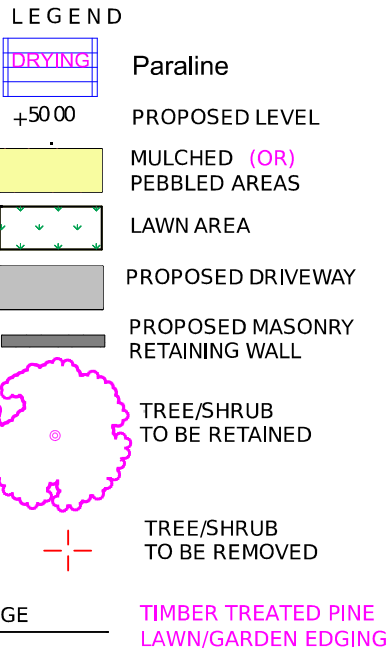 LEGEND
DRYING Paraline
+50 00 PROPOSED LEVEL
MULCHED (OR)
PEBBLED AREAS
LAWN AREA
PROPOSED DRIVEWAY
PROPOSED MASONRY
RETAINING WALL
TREE/SHRUB
TO BE RETAINED
TREE/SHRUB
TO BE REMOVED
GE TIMBER TREATED PINE
LAWN/GARDEN EDGING